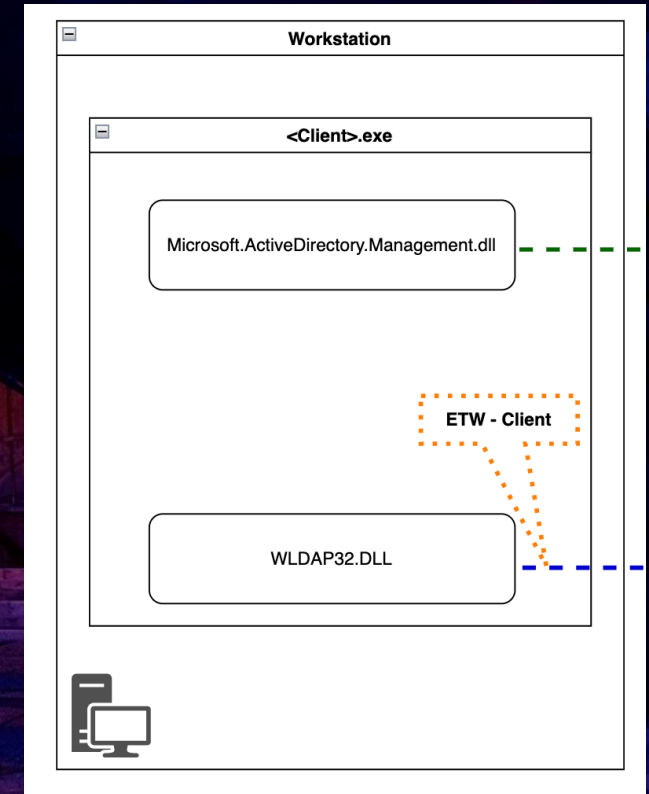 Workstation
<Client>.exe
Microsoft.ActiveDirectory.Management.dll
ETW - Client
WLDAP32.DLL